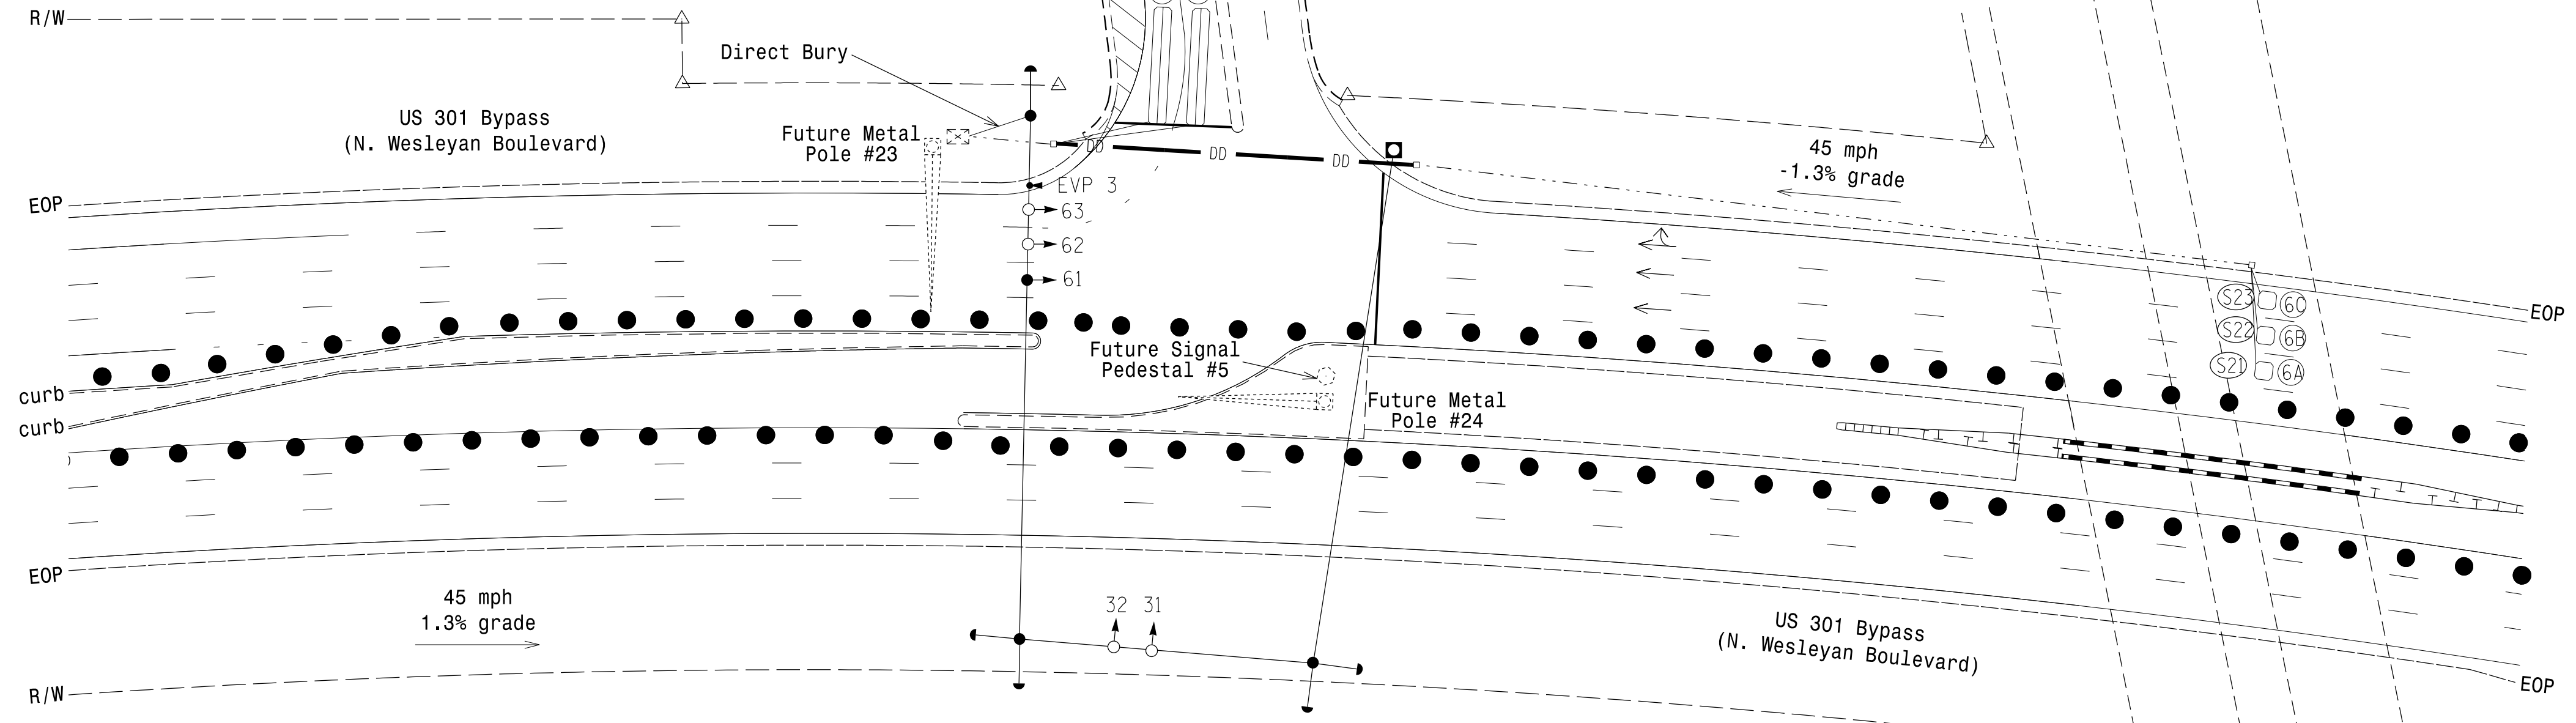 R/W
Direct Bury
US 301 Bypass
(N. Wesleyan Boulevard)
Future Metal
Pole #23
DD
DD
DD
45 mph
-1.3% grade
EVP 3
EOP
63
62
61
S23
6C
S22
6B
S21
6A
EOP
Future Signal
Pedestal #5
curb
curb
Future Metal
Pole #24
EOP
45 mph
1.3% grade
32
31
US 301 Bypass
(N. Wesleyan Boulevard)
R/W
EOP